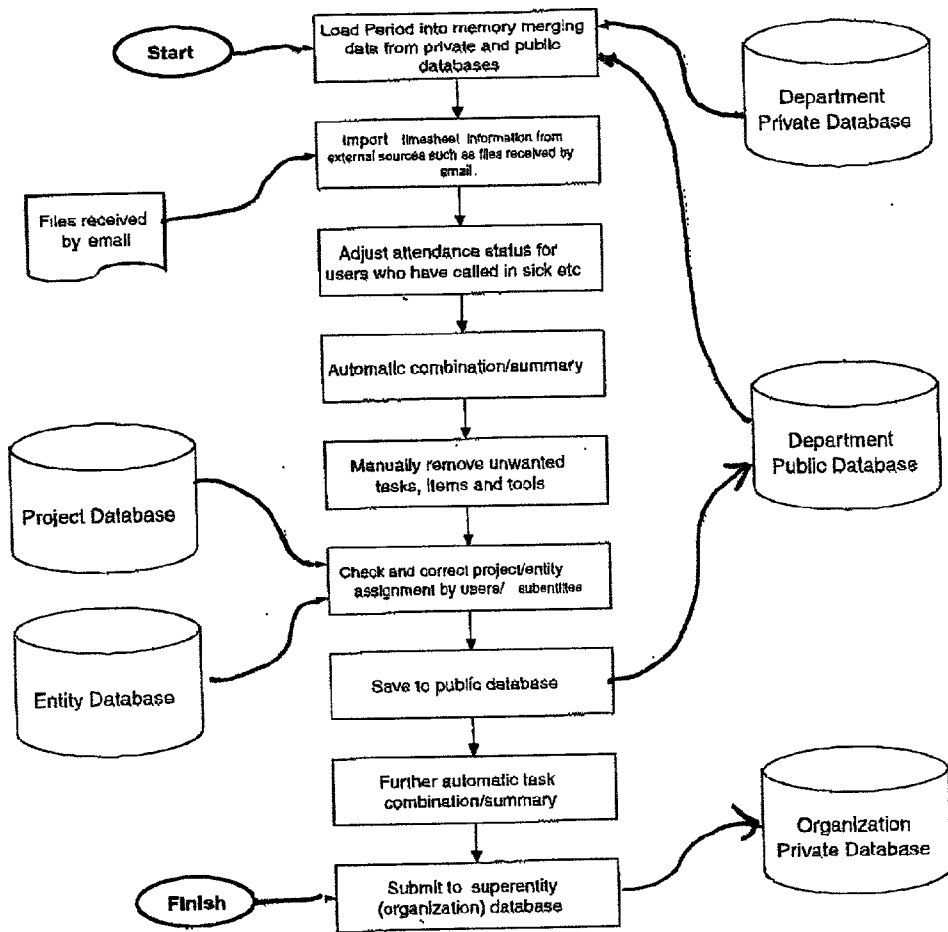 Start
Load Period into memory merging
data from private and public
databases
Department
Private Database
Import timesheet information from
external sources such as files received by
email.
Files received
by email
Adjust attendance status for
users who have called in sick etc
Automatic combination/summary
Department
Public Database
Manually remove unwanted
tasks, items and tools
Project Database
Check and correct project/entity
assignment by users/ subentities
Entity Database
Save to public database
Further automatic task
combination/summary
Organization
Private Database
Finish
Submit to superentity
(organization) database